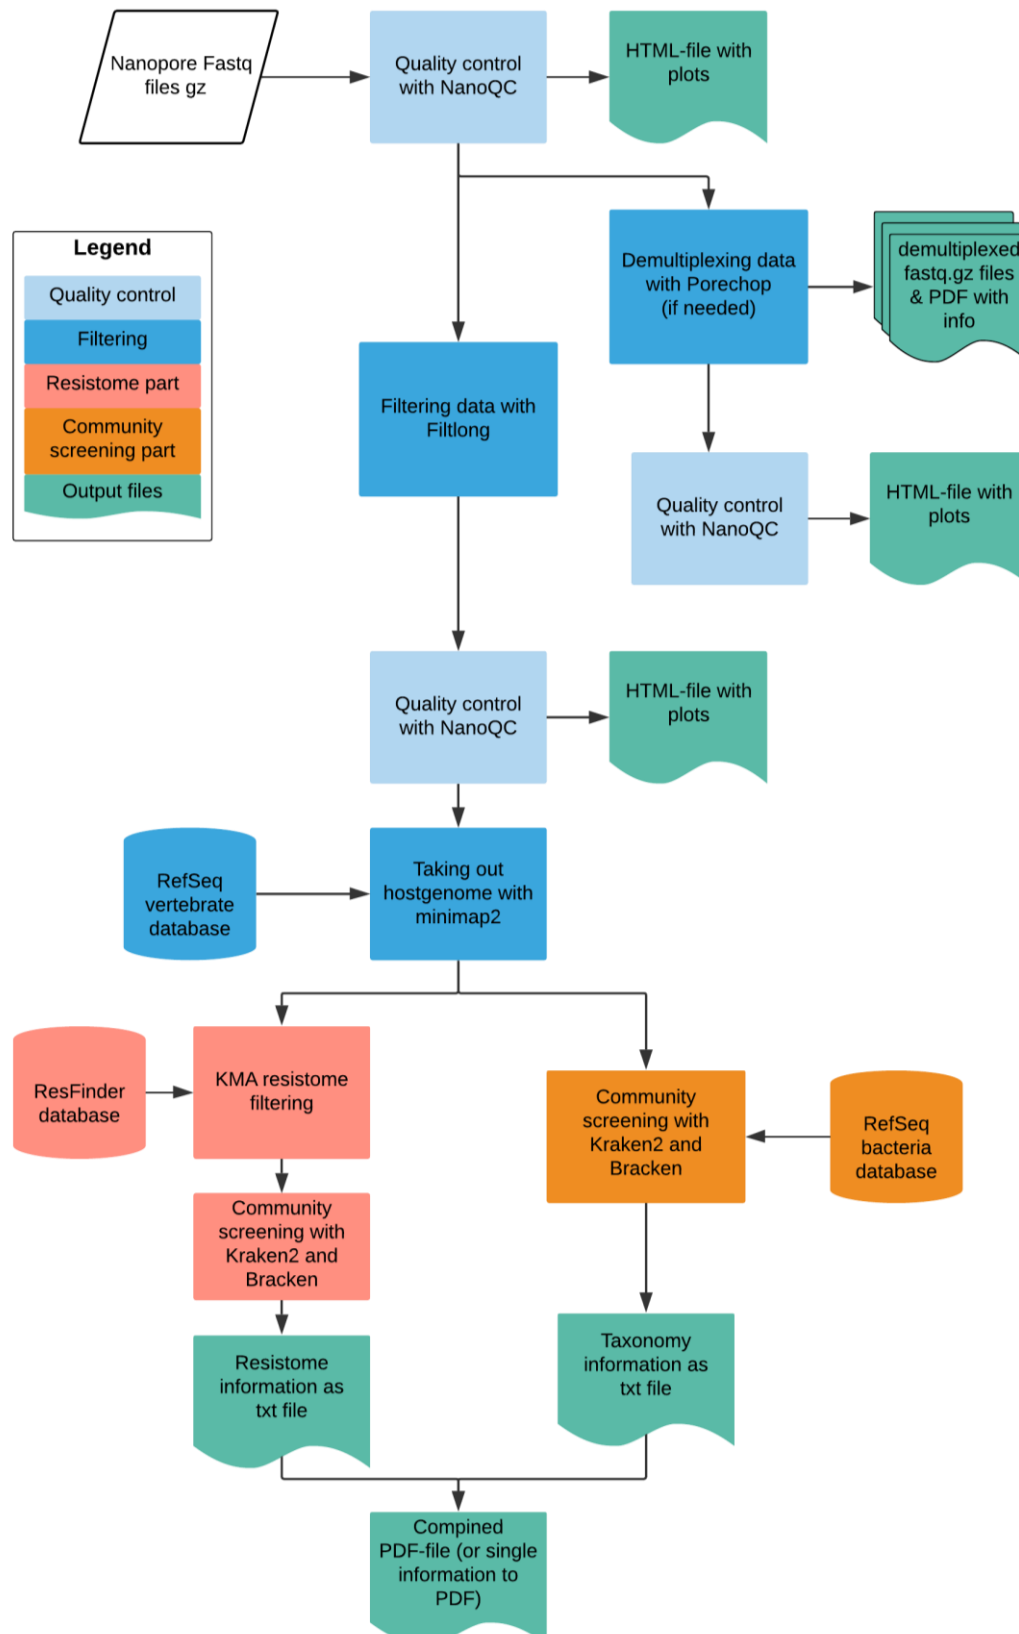 Nanopore Fastq
files gz
Quality control
with NanoQC
HTML-file with
plots
Legend
Quality control
Filtering
Resistome part
Community
screening part
Output files
Demultiplexing data
with Porechop
(if needed)
demultiplexed
fastq.gz files
& PDF with
info
Filtering data with
Filtlong
Quality control
with NanoQC
HTML-file with
plots
Quality control
with NanoQC
HTML-file with
plots
RefSeq
vertebrate
database
Taking out
hostgenome with
minimap2
ResFinder
database
KMA resistome
filtering
Community
screening with
Kraken2 and
Bracken
RefSeq
bacteria
database
Community
screening with
Kraken2 and
Bracken
Resistome
information as
txt file
Taxonomy
information as
txt file
Compined
PDF-file (or single
information to
PDF)